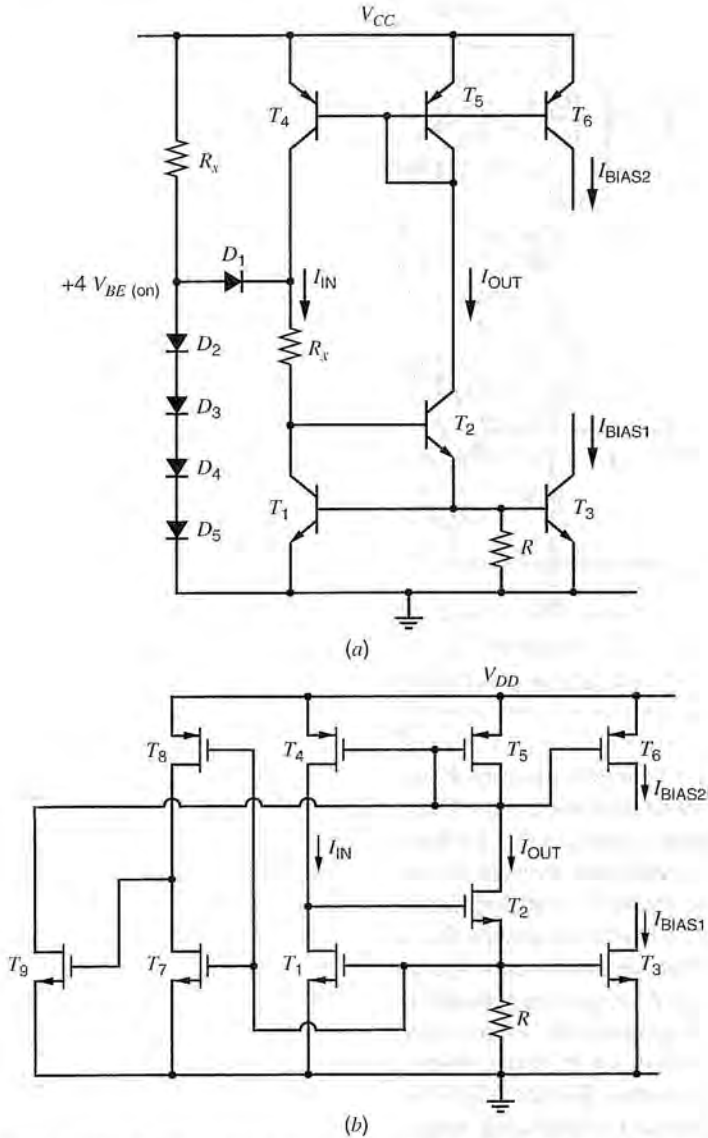 V_CC
T_4
T_5
T_6
R_x
I_BIAS2
D_1
+4 V_BE (on)
I_IN
I_OUT
D_2
R_x
D_3
T_2
I_BIAS1
D_4
T_1
T_3
D_5
R
(a)
V_DD
T_8
T_4
T_5
T_6
I_BIAS2
I_IN
I_OUT
T_2
I_BIAS1
T_9
T_7
T_1
T_3
R
(b)